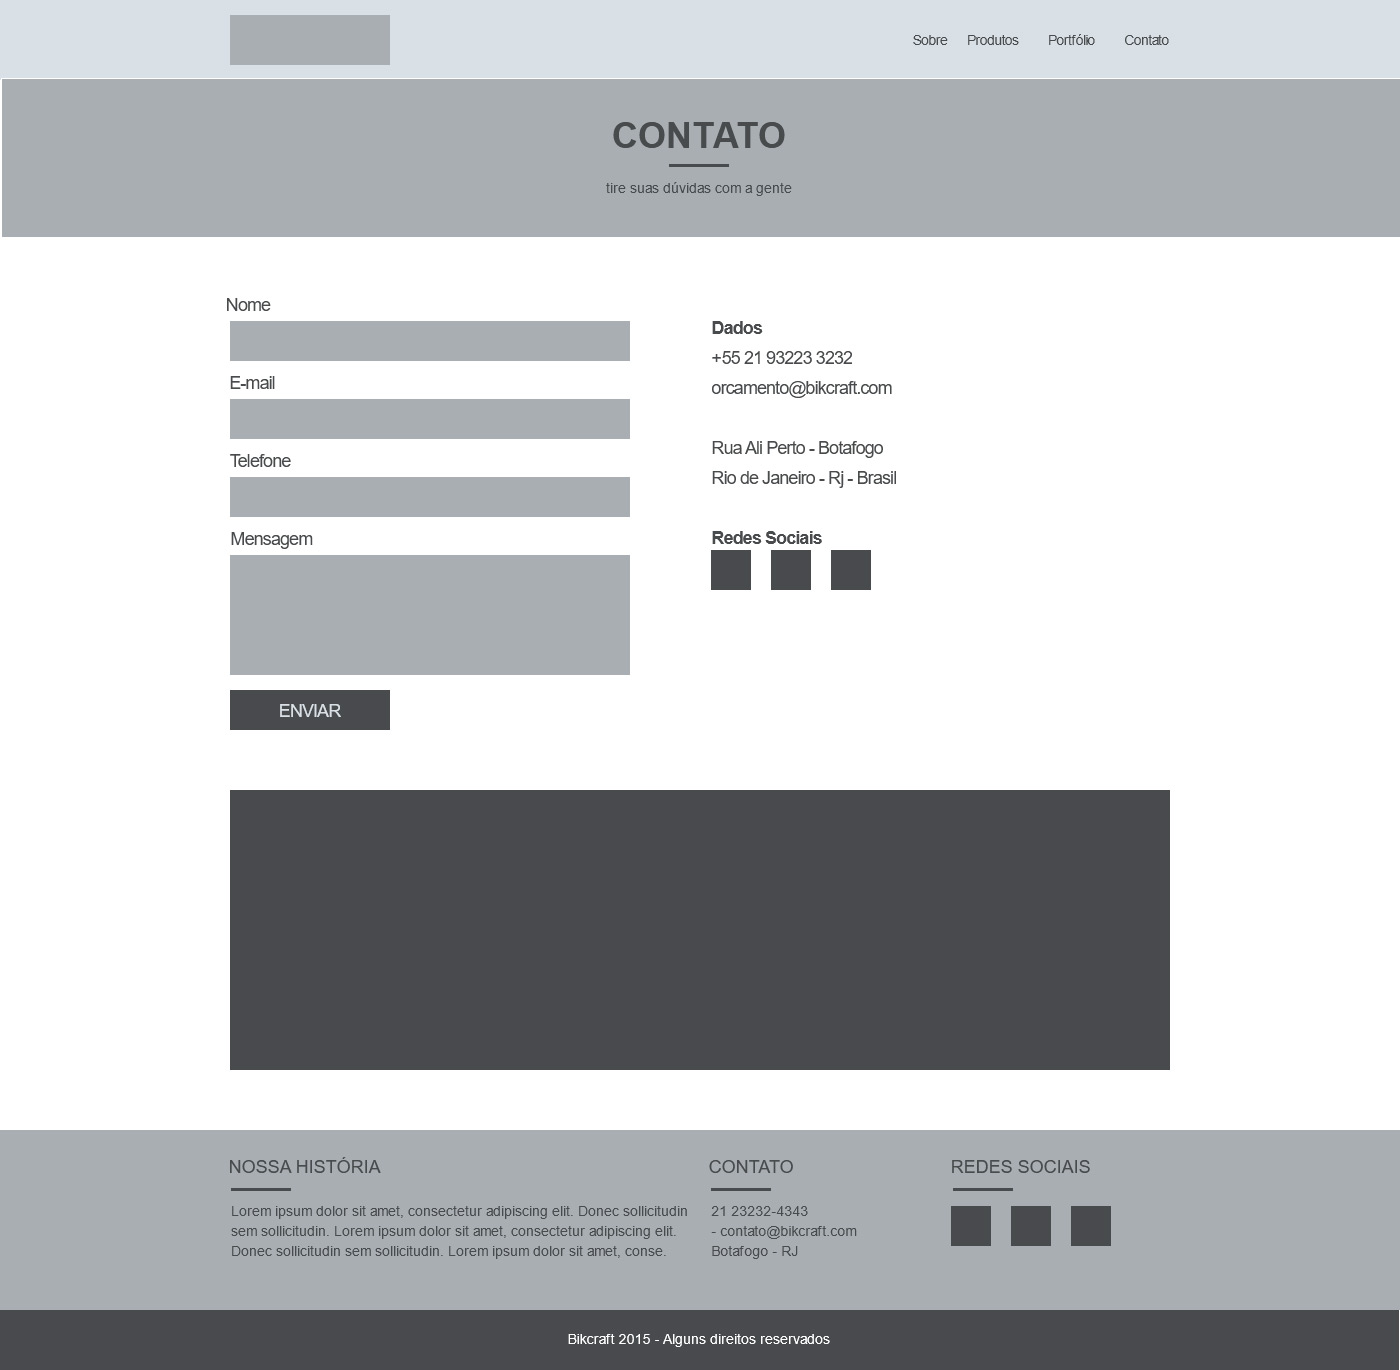 Sobre Produtos Portfólio Contato
CONTATO
tire suas dúvidas com a gente
Nome
E-mail
Telefone
Mensagem
ENVIAR
Dados
+55 21 93223 3232
orcamento@bikcraft.com
Rua Ali Perto - Botafogo
Rio de Janeiro - Rj - Brasil
Redes Sociais
NOSSA HISTÓRIA
Lorem ipsum dolor sit amet, consectetur adipiscing elit. Donec sollicitudin
sem sollicitudin. Lorem ipsum dolor sit amet, consectetur adipiscing elit.
Donec sollicitudin sem sollicitudin. Lorem ipsum dolor sit amet, conse.
CONTATO
21 23232-4343
- contato@bikcraft.com
Botafogo - RJ
REDES SOCIAIS
Bikcraft 2015 - Alguns direitos reservados